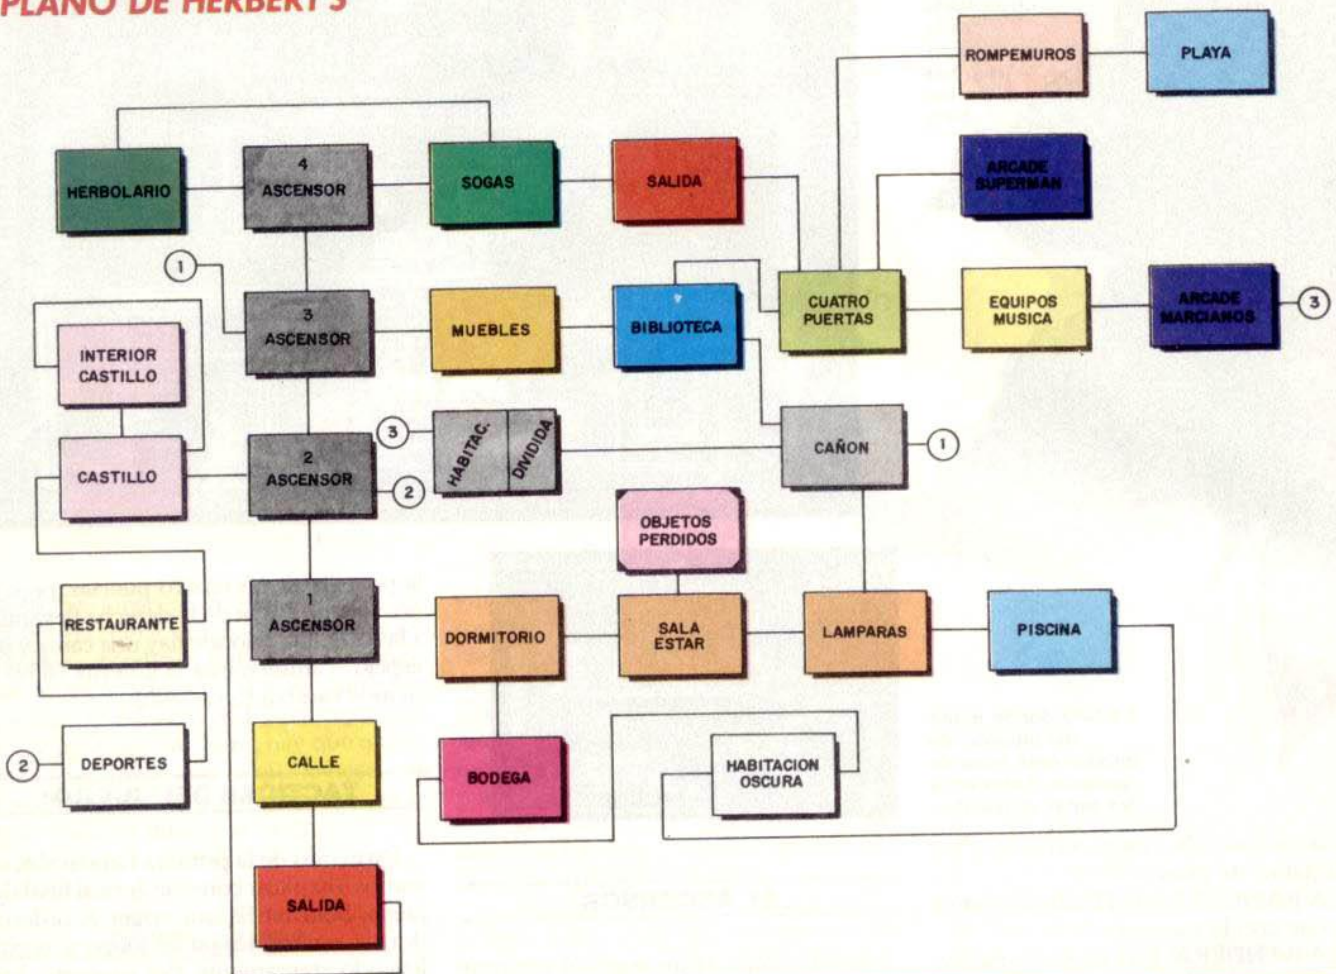 PLANO DE HERBERT'S
ROMPEMUROS
PLAYA
HERBOLARIO
4
ASCENSOR
SOGAS
SALIDA
ARCADE
SUPERMAN
1
3
ASCENSOR
MUEBLES
BIBLIOTECA
CUATRO
PUERTAS
EQUIPOS
MUSICA
ARCADE
MARCIANOS
3
INTERIOR
CASTILLO
3
HABITAC.
DIVIDIDA
CAÑON
1
CASTILLO
2
ASCENSOR
2
OBJETOS
PERDIDOS
RESTAURANTE
1
ASCENSOR
DORMITORIO
SALA
ESTAR
LAMPARAS
PISCINA
2
DEPORTES
CALLE
BODEGA
HABITACION
OSCURA
SALIDA